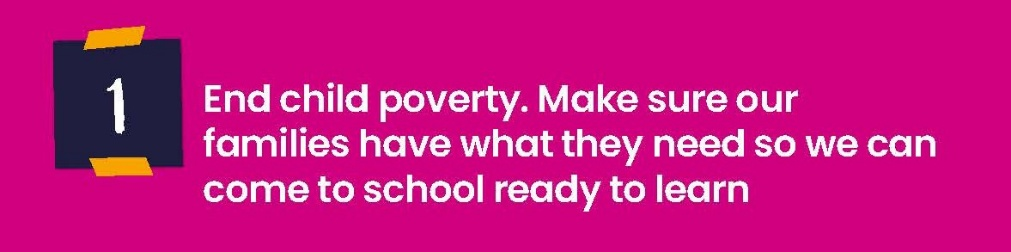 1
End child poverty. Make sure our
families have what they need so we can
come to school ready to learn